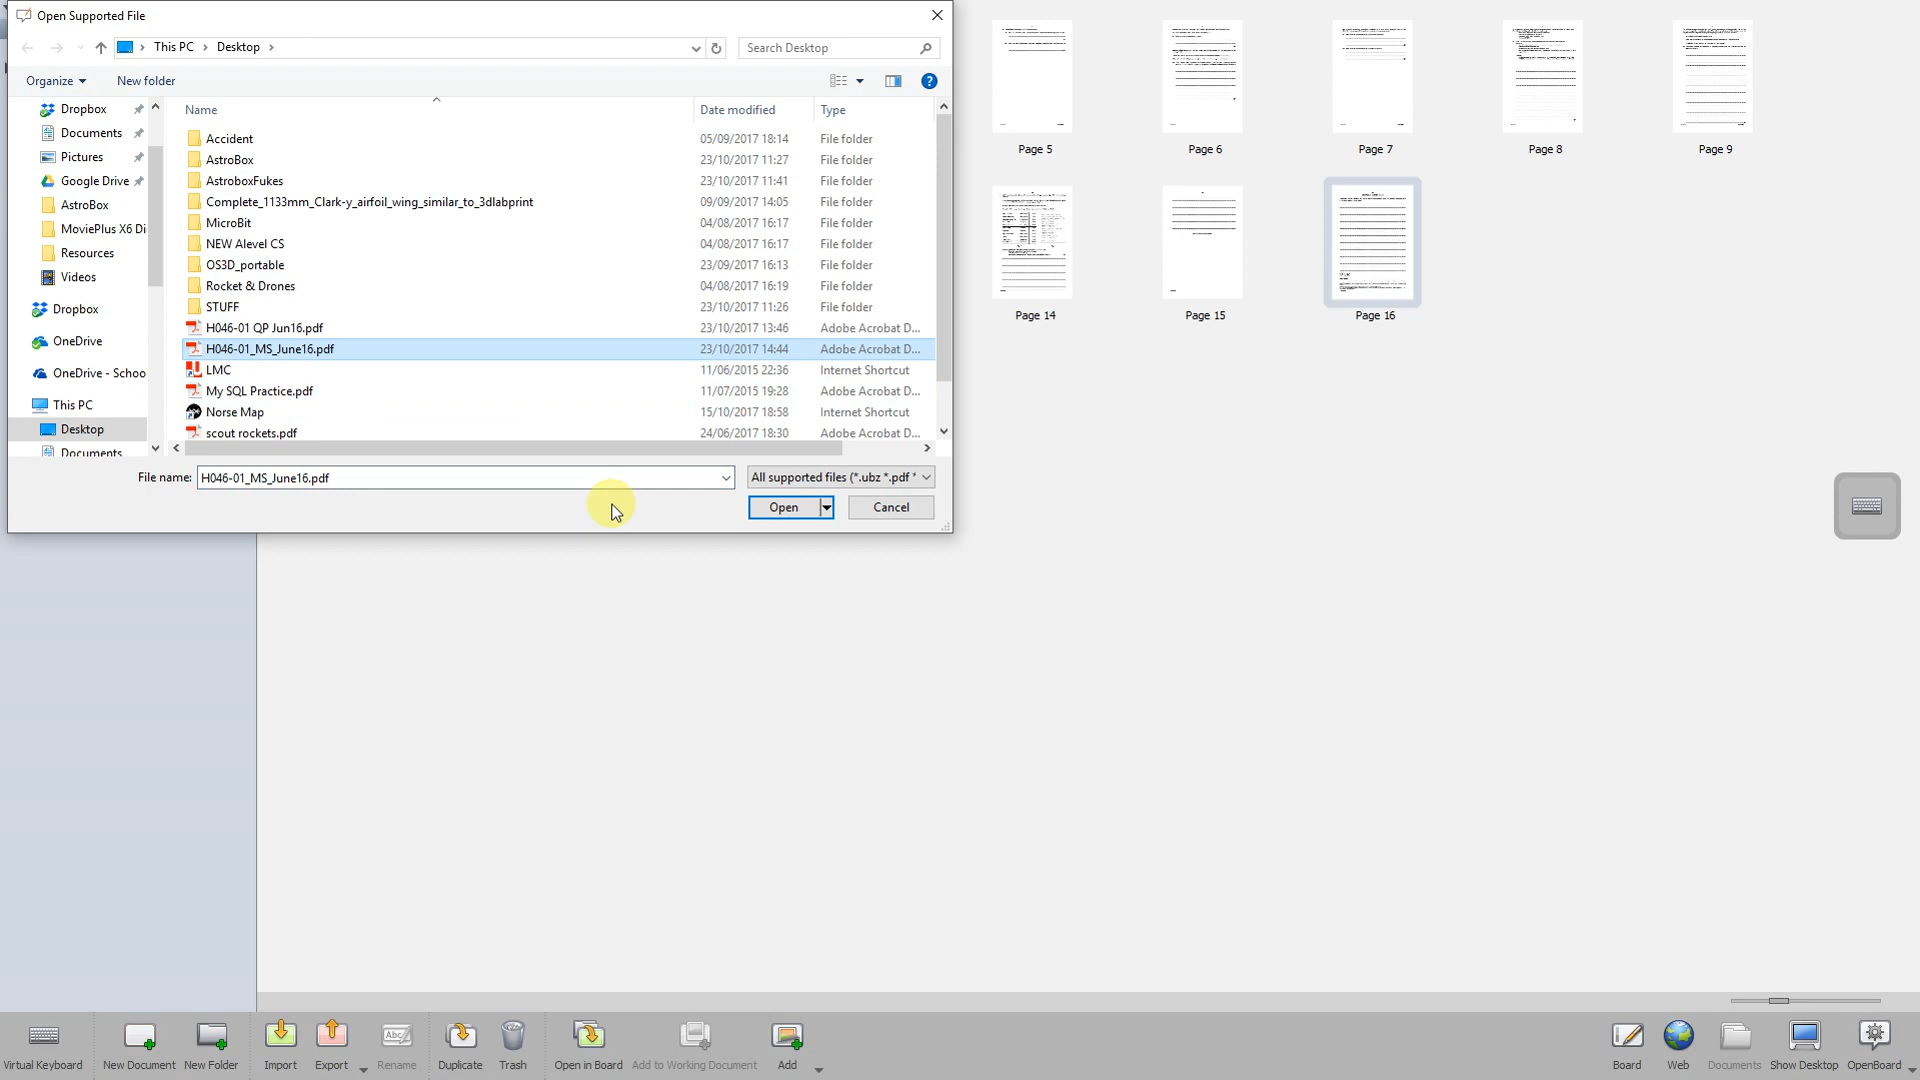 Open Supported File
This PC
Desktop
Search Desktop
Organize
New folder
Name
Date modified
Type
Dropbox
Documents
Pictures
Google Drive
AstroBox
MoviePlus X6 Di
Resources
Videos
Dropbox
OneDrive
OneDrive - Schoo
This PC
Desktop
Documents
Accident 05/09/2017 18:14 File folder
AstroBox 23/10/2017 11:27 File folder
AstroboxFukes 23/10/2017 11:41 File folder
Complete_1133mm_Clark-y_airfoil_wing_similar_to_3dlabprint 09/09/2017 14:05 File folder
MicroBit 04/08/2017 16:17 File folder
NEW Alevel CS 04/08/2017 16:17 File folder
OS3D_portable 23/09/2017 16:13 File folder
Rocket & Drones 04/08/2017 16:19 File folder
STUFF 23/10/2017 11:26 File folder
H046-01 QP Jun16.pdf 23/10/2017 13:46 Adobe Acrobat D...
H046-01_MS_June16.pdf 23/10/2017 14:44 Adobe Acrobat D...
LMC 11/06/2015 22:36 Internet Shortcut
My SQL Practice.pdf 11/07/2015 19:28 Adobe Acrobat D...
Norse Map 15/10/2017 18:58 Internet Shortcut
scout rockets.pdf 24/06/2017 18:30 Adobe Acrobat D...
File name: H046-01_MS_June16.pdf
All supported files (*.ubz *.pdf *
Open
Cancel
Page 5
Page 6
Page 7
Page 8
Page 9
Page 14
Page 15
Page 16
Virtual Keyboard
New Document
New Folder
Import
Export
Abc
Rename
Duplicate
Trash
Open in Board
Add to Working Document
Add
Board
Web
Documents
Show Desktop
OpenBoard